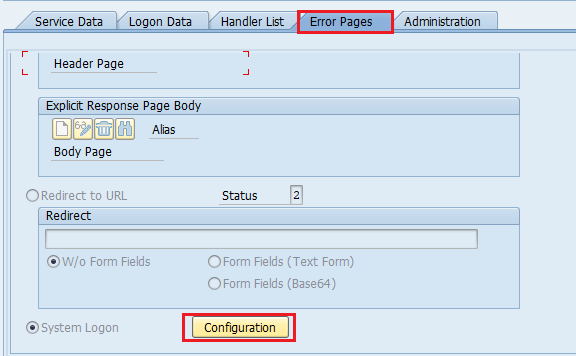 Service Data Logon Data Handler List Error Pages Administration
Header Page
Explicit Response Page Body
Alias
Body Page
Redirect to URL Status 2
Redirect
W/o Form Fields Form Fields (Text Form)
Form Fields (Base64)
System Logon Configuration